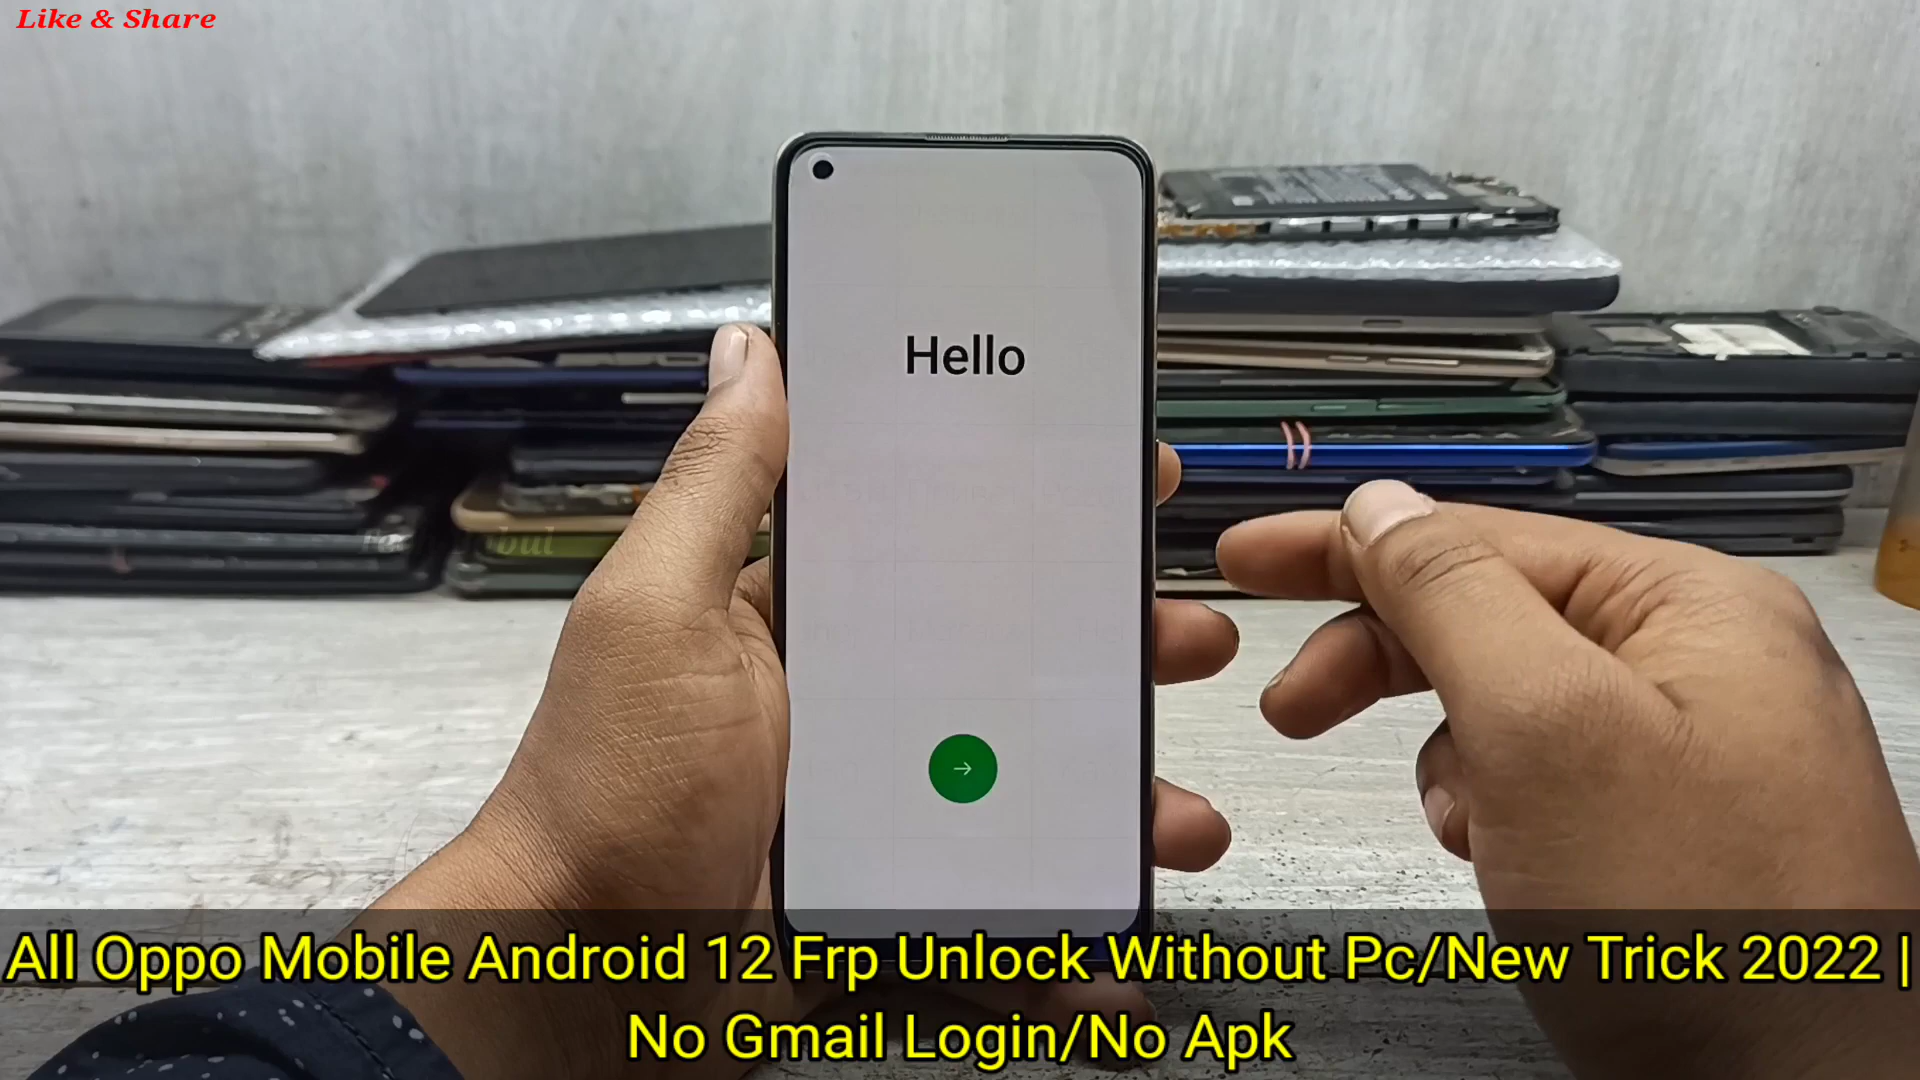 Like & Share
Hello
bul
All Oppo Mobile Android 12 Frp Unlock Without Pc/New Trick 2022 |
No Gmail Login/No Apk